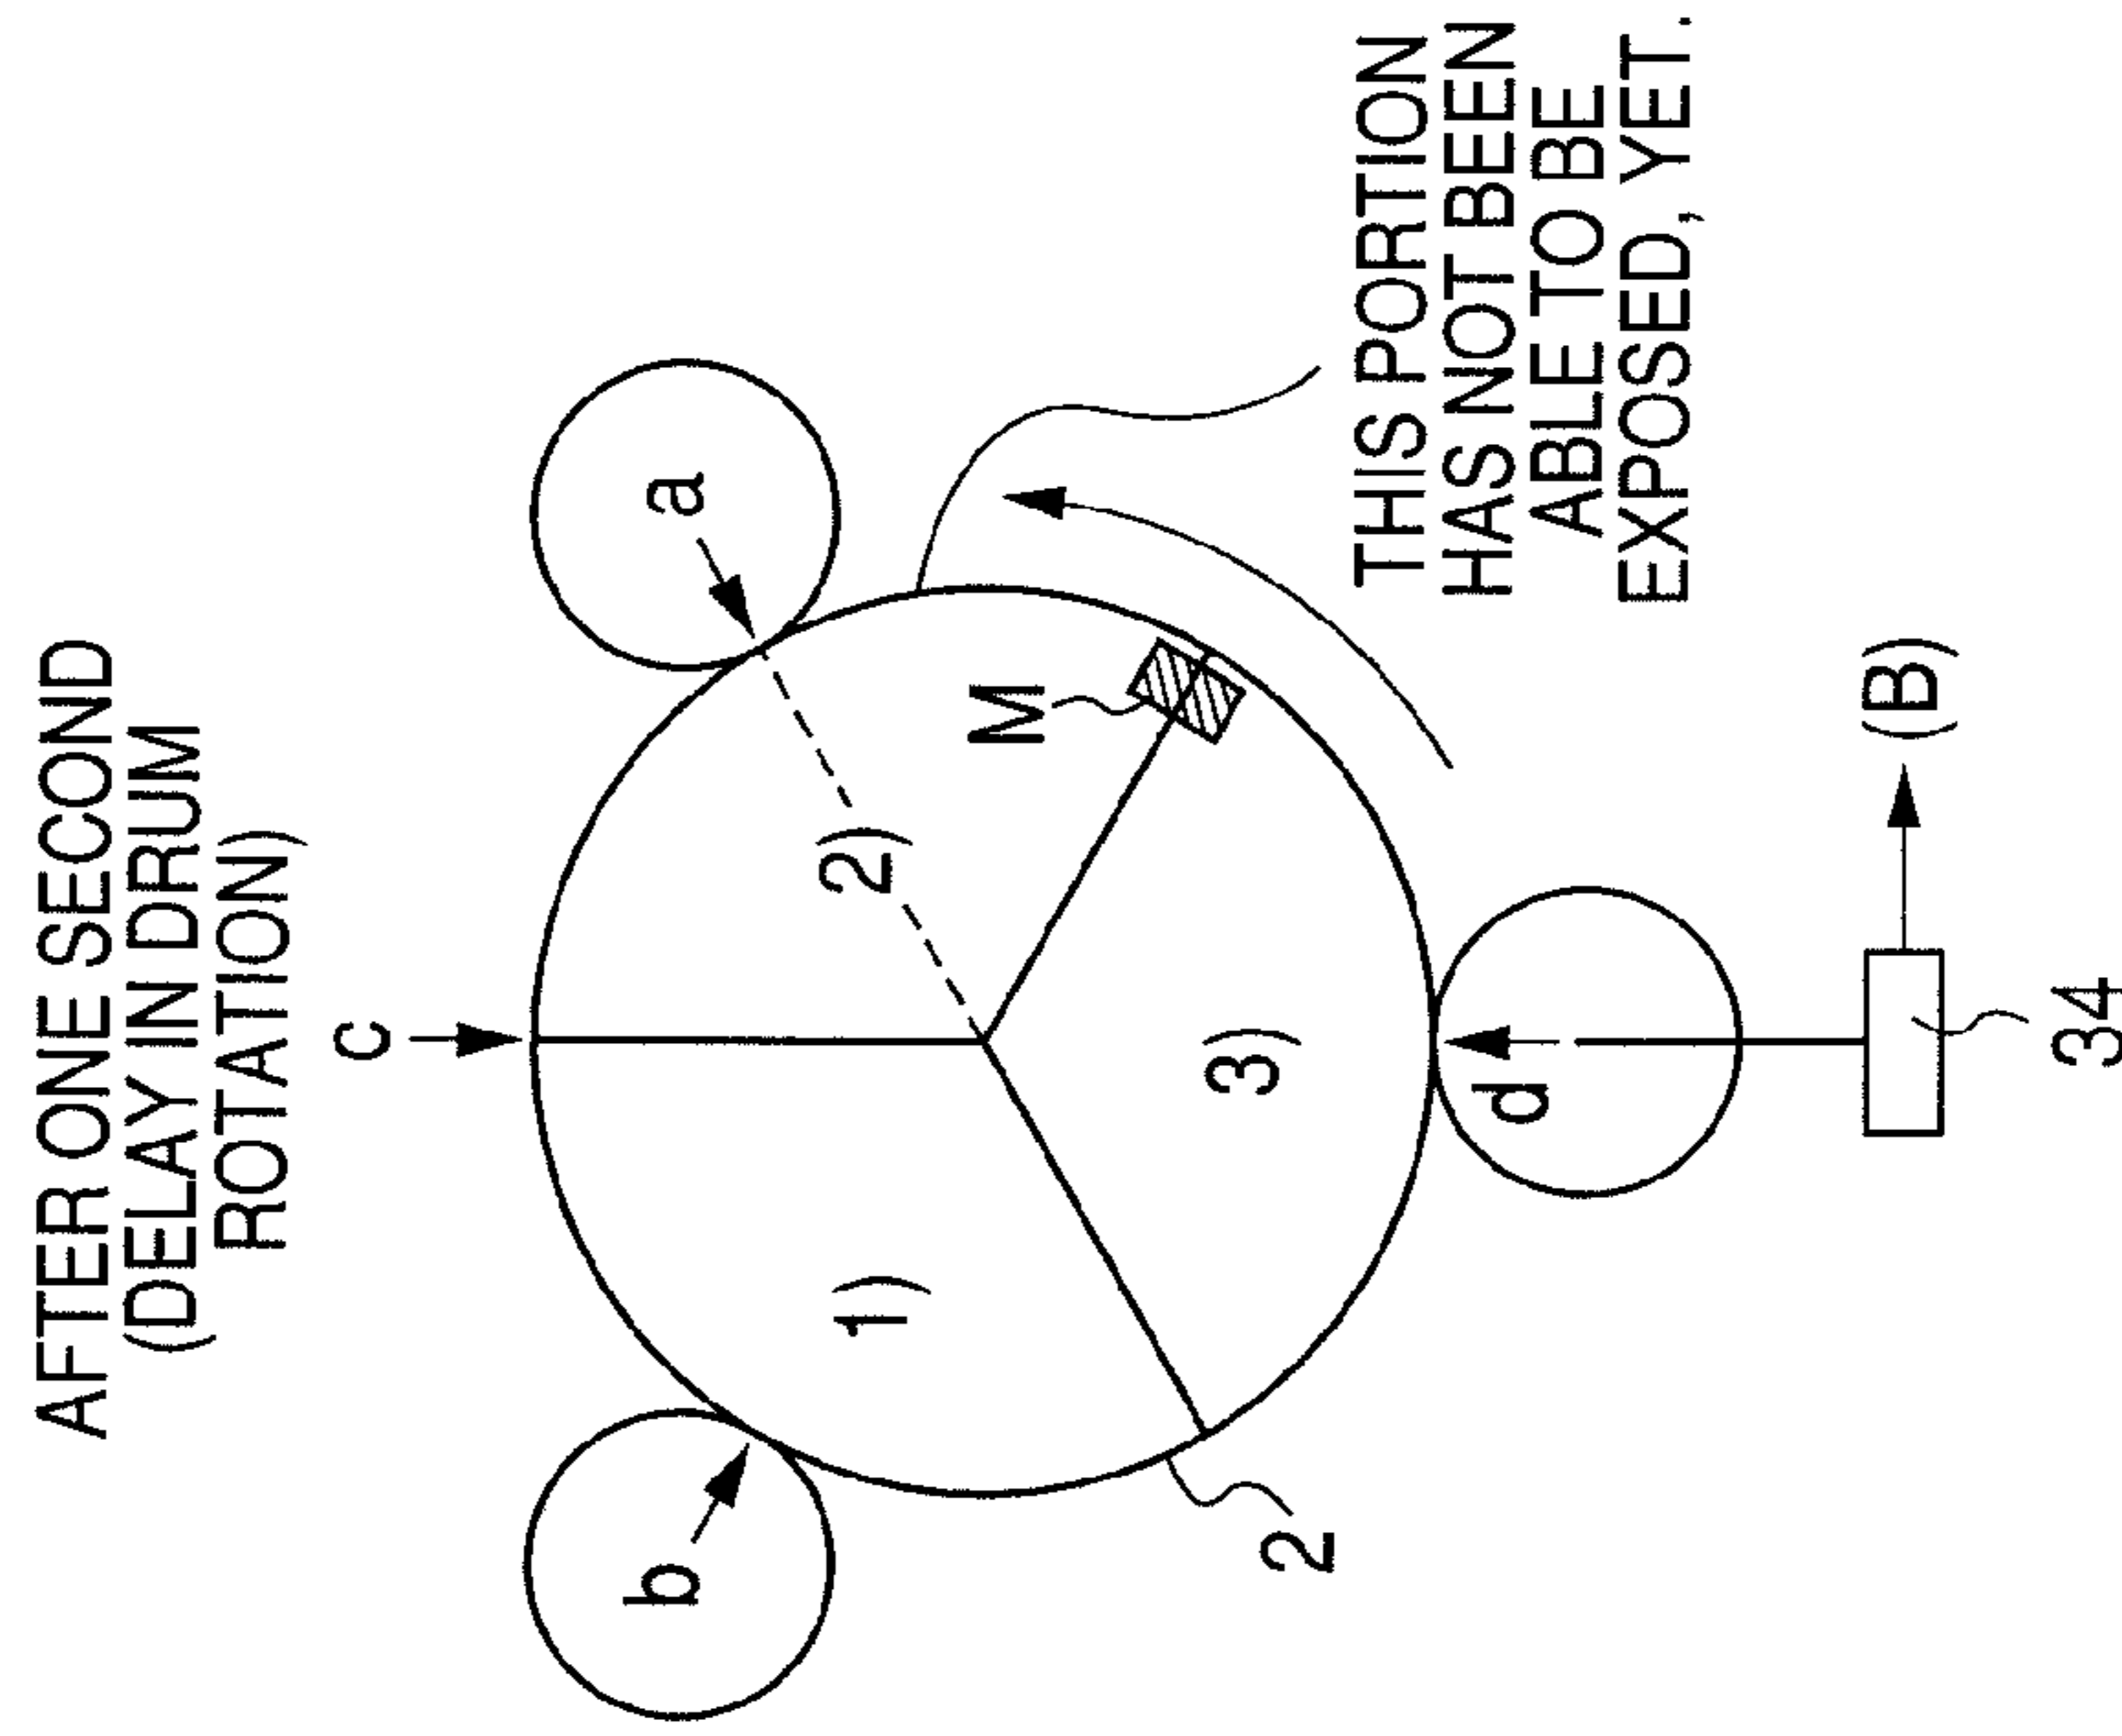 AFTER ONE SECOND
(DELAY IN DRUM
ROTATION)
c
b
a
1)
2)
M
3)
2
d
THIS PORTION
HAS NOT BEEN
ABLE TO BE
EXPOSED, YET.
(B)
34